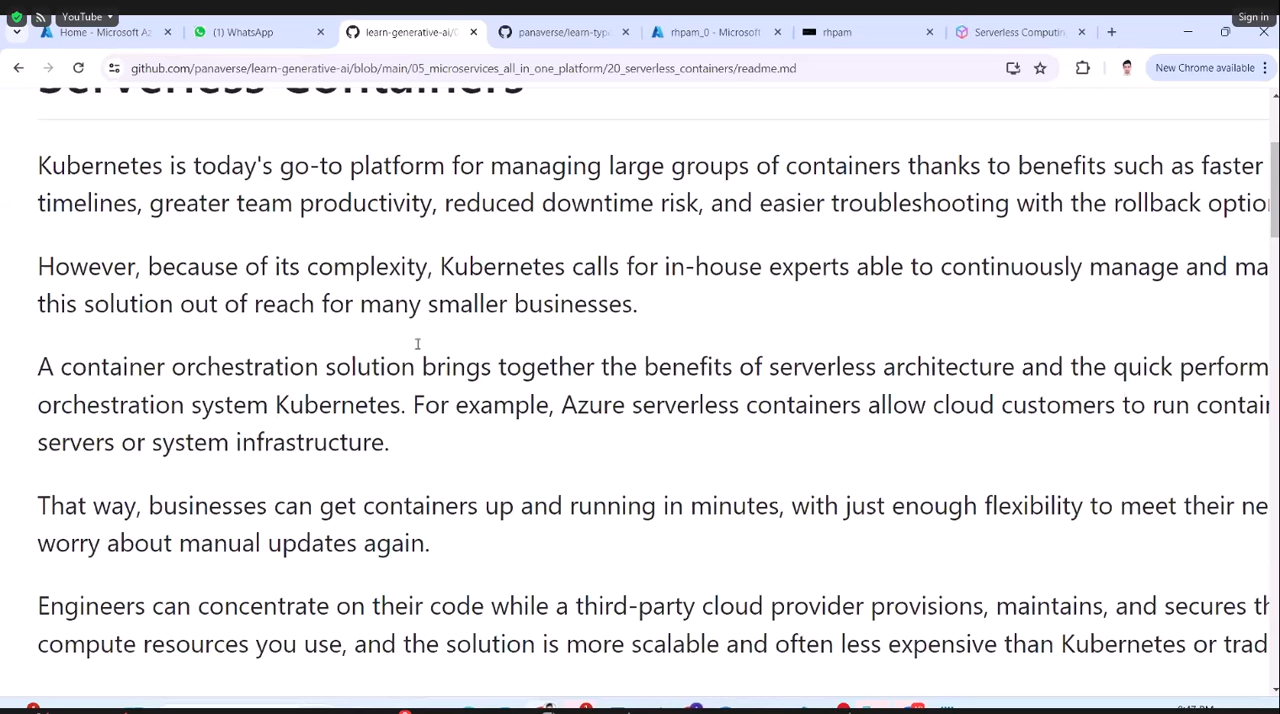 YouTube
Sign in
Home - Microsoft Az
(1) WhatsApp
learn-generative-ai/
panaverse/learn-typ
rhpam_0 - Microsoft
rhpam
Serverless Computin
github.com/panaverse/learn-generative-ai/blob/main/05_microservices_all_in_one_platform/20_serverless_containers/readme.md
New Chrome available
Serverless Containers
Kubernetes is today's go-to platform for managing large groups of containers thanks to benefits such as faster
timelines, greater team productivity, reduced downtime risk, and easier troubleshooting with the rollback optio
However, because of its complexity, Kubernetes calls for in-house experts able to continuously manage and ma
this solution out of reach for many smaller businesses.
A container orchestration solution brings together the benefits of serverless architecture and the quick perform
orchestration system Kubernetes. For example, Azure serverless containers allow cloud customers to run contai
servers or system infrastructure.
That way, businesses can get containers up and running in minutes, with just enough flexibility to meet their ne
worry about manual updates again.
Engineers can concentrate on their code while a third-party cloud provider provisions, maintains, and secures th
compute resources you use, and the solution is more scalable and often less expensive than Kubernetes or trad